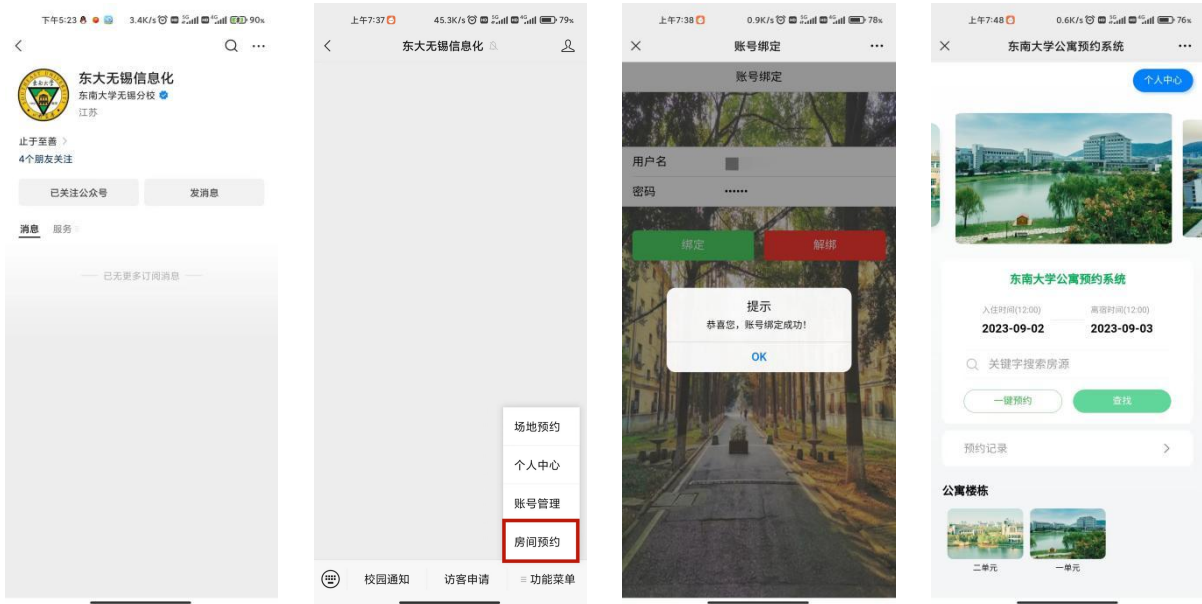 下午5:23
3.4K/s
90%
东大无锡信息化
东南大学无锡分校
江苏
止于至善
4个朋友关注
已关注公众号
发消息
消息
服务
已无更多订阅消息
上午7:37
45.3K/s
79%
东大无锡信息化
场地预约
个人中心
账号管理
房间预约
校园通知
访客申请
功能菜单
上午7:38
0.9K/s
78%
账号绑定
账号绑定
用户名
密码
绑定
解绑
提示
恭喜您，账号绑定成功!
OK
上午7:48
0.6K/s
76%
东南大学公寓预约系统
个人中心
东南大学公寓预约系统
入住时间(12:00)
离宿时间(12:00)
2023-09-02
2023-09-03
关键字搜索房源
一键预约
查找
预约记录
公寓楼栋
二单元
一单元